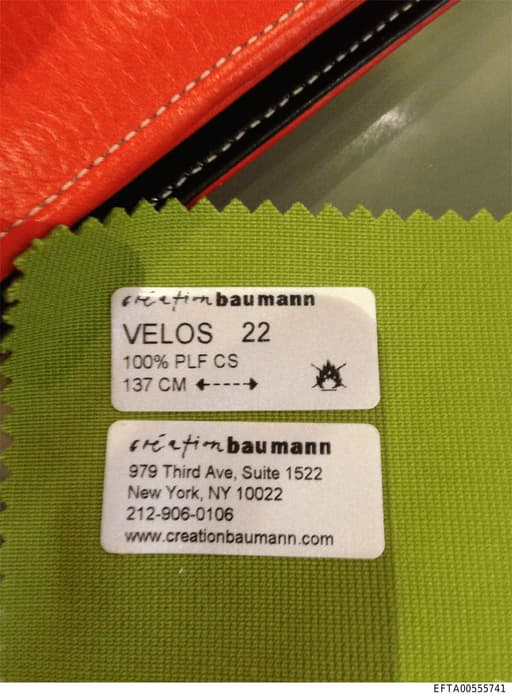 création baumann
VELOS 22
100% PLF CS
137 CM
création baumann
979 Third Ave, Suite 1522
New York, NY 10022
212-906-0106
www.creationbaumann.com
EFTA00555741